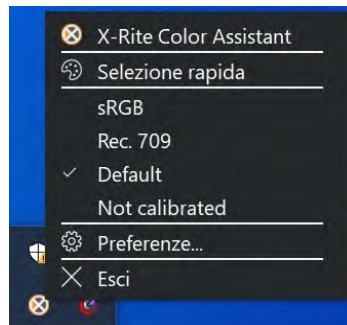 X-Rite Color Assistant
Selezione rapida
sRGB
Rec. 709
Default
Not calibrated
Preferenze...
Esci